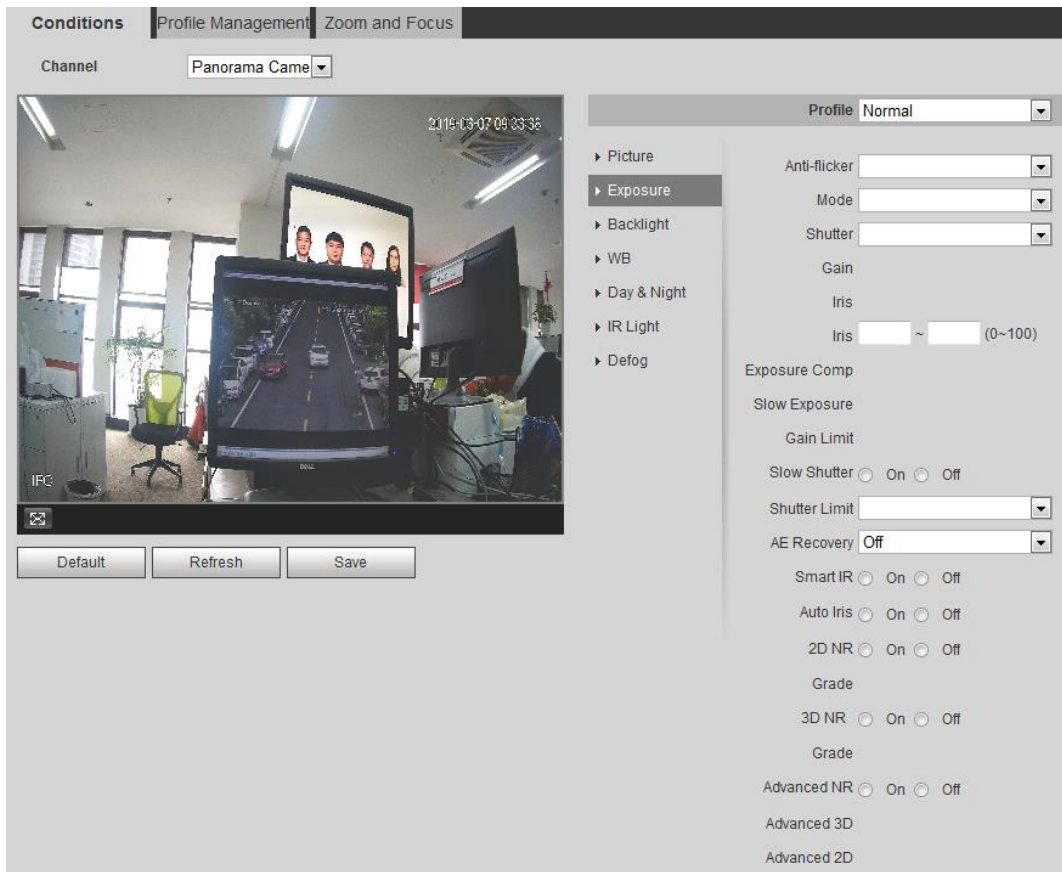 Conditions Profile Management Zoom and Focus
Channel Panorama Came
2019-03-07 09:33:38
IPC
DELL
Default Refresh Save
Profile Normal
Picture
Exposure
Backlight
WB
Day & Night
IR Light
Defog
Anti-flicker
Mode
Shutter
Gain
Iris
Iris ~ (0~100)
Exposure Comp
Slow Exposure
Gain Limit
Slow Shutter On Off
Shutter Limit
AE Recovery Off
Smart IR On Off
Auto Iris On Off
2D NR On Off
Grade
3D NR On Off
Grade
Advanced NR On Off
Advanced 3D
Advanced 2D